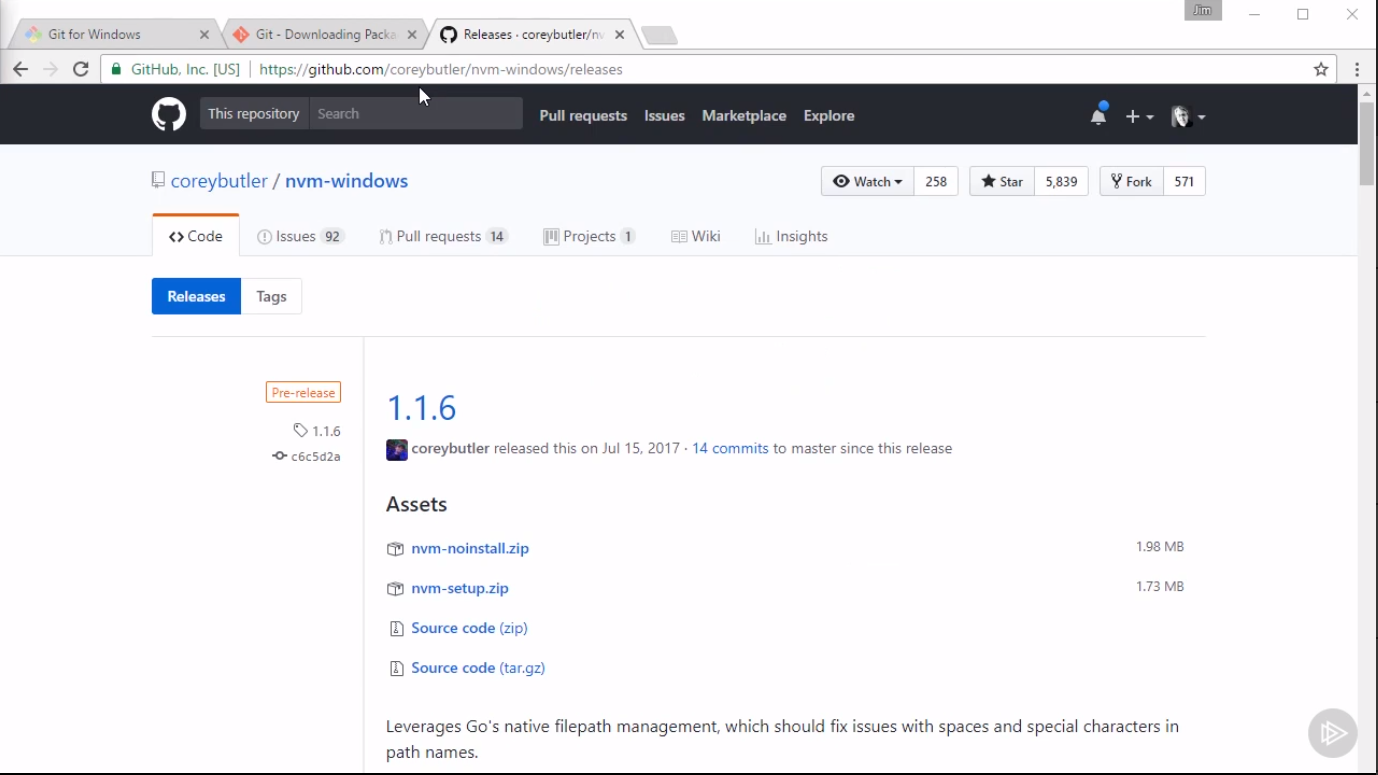 Jim
Git for Windows
Git - Downloading Packa
Releases · coreybutler/nv
GitHub, Inc. [US] https://github.com/coreybutler/nvm-windows/releases
This repository Search Pull requests Issues Marketplace Explore
coreybutler / nvm-windows
Watch 258 Star 5,839 Fork 571
Code Issues 92 Pull requests 14 Projects 1 Wiki Insights
Releases Tags
Pre-release
1.1.6
c6c5d2a
1.1.6
coreybutler released this on Jul 15, 2017 · 14 commits to master since this release
Assets
nvm-noinstall.zip 1.98 MB
nvm-setup.zip 1.73 MB
Source code (zip)
Source code (tar.gz)
Leverages Go's native filepath management, which should fix issues with spaces and special characters in
path names.